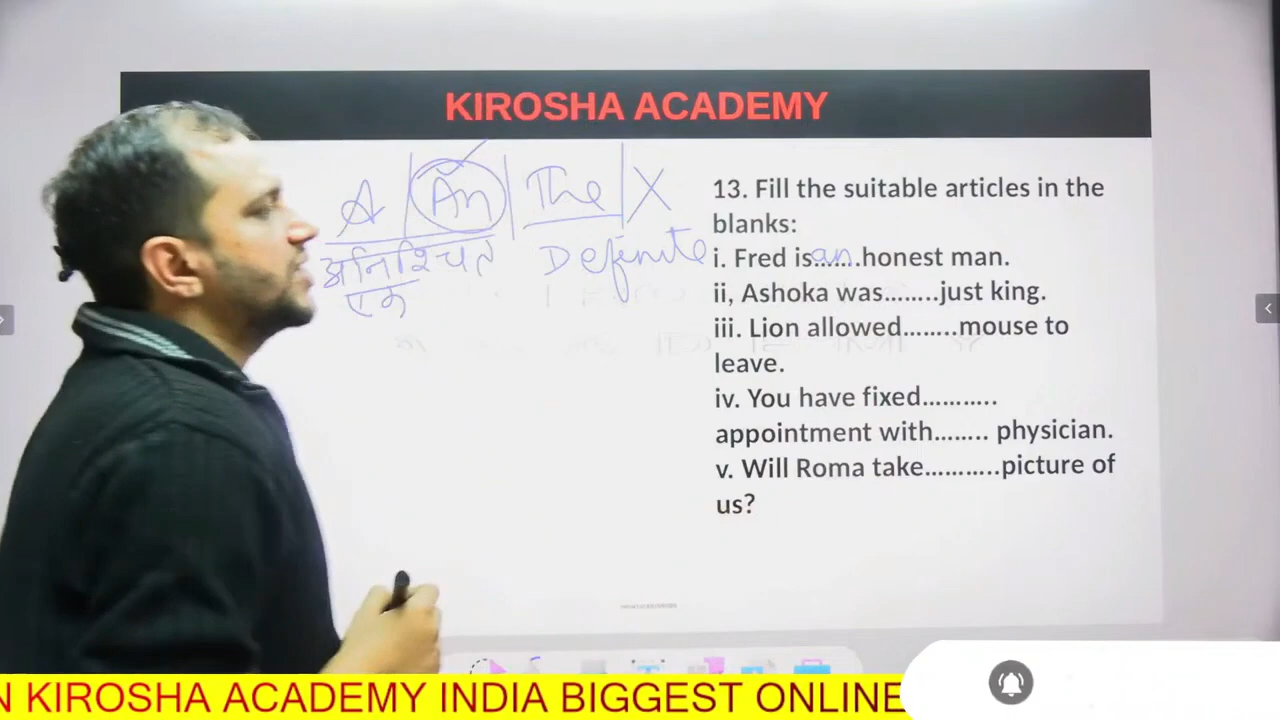 KIROSHA ACADEMY
A | An | The | X
अनिश्चित Definite
एक
13. Fill the suitable articles in the
blanks:
i. Fred is......an.honest man.
ii, Ashoka was........just king.
iii. Lion allowed........mouse to
leave.
iv. You have fixed...........
appointment with........ physician.
v. Will Roma take...........picture of
us?
N KIROSHA ACADEMY INDIA BIGGEST ONLINE